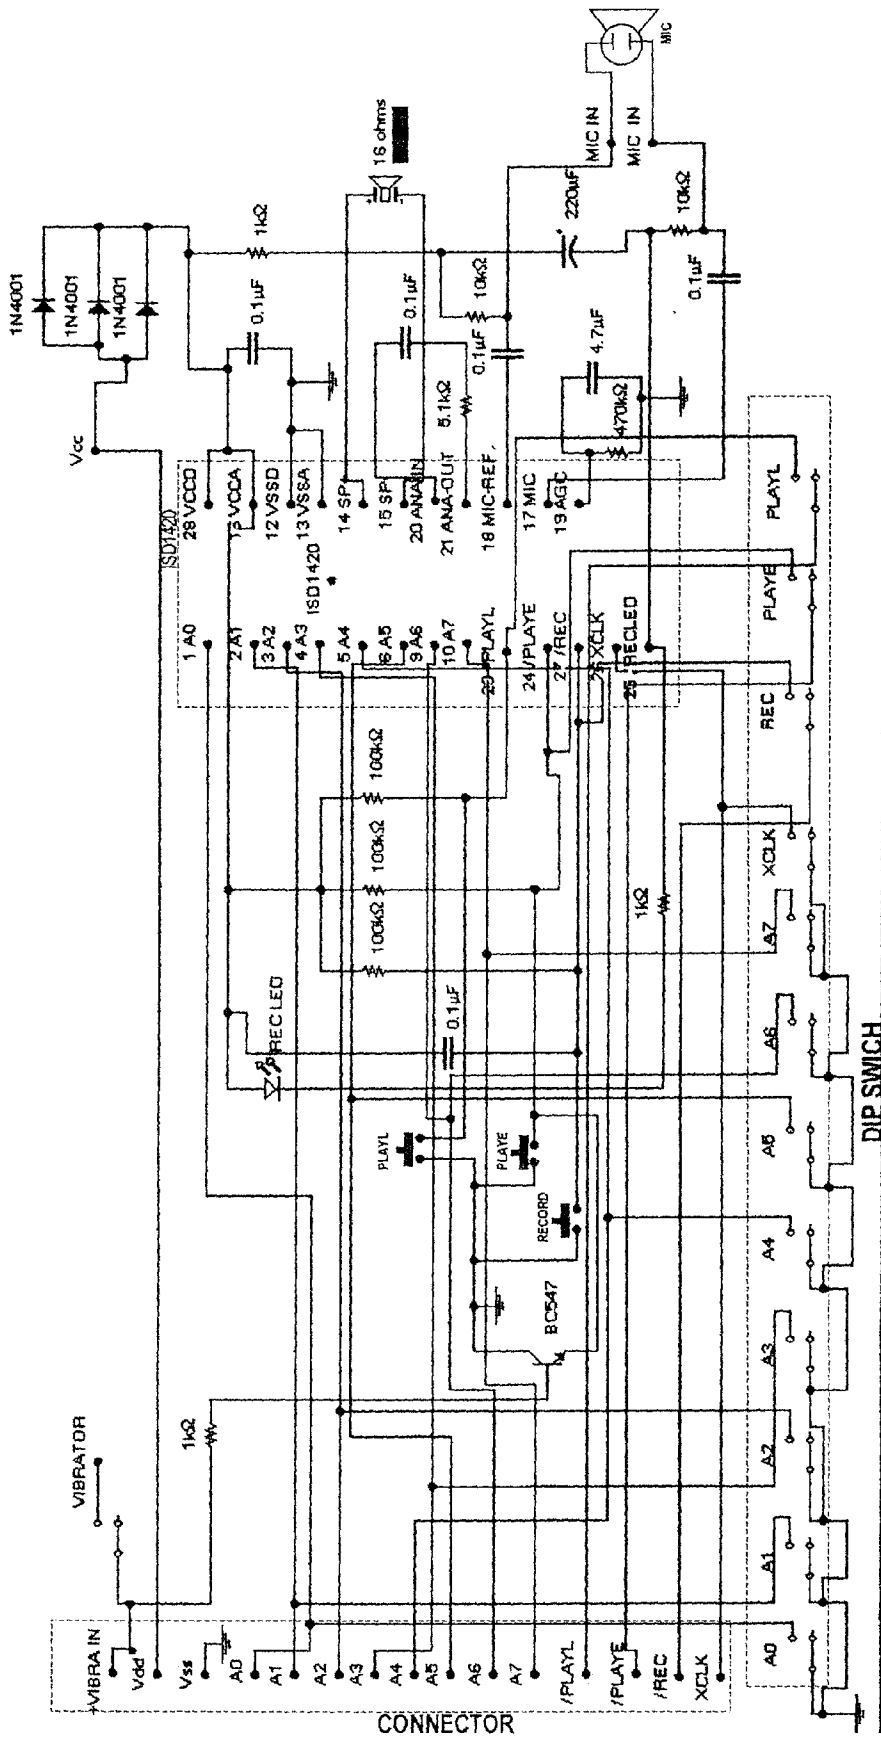 1N4001
1N4001
1N4001
Vcc
0.1µF
1kΩ
16 ohms
MIC
MIC IN
MIC IN
0.1µF
5.1kΩ
10kΩ
0.1µF
220µF
4.7µF
470kΩ
10kΩ
0.1µF
ISD1420
28 VCCD
VCCA
12 VSSD
13 VSSA
14 SP
15 SP
21 ANA-OUT
18 MIC-REF.
17 MIC
19 AGC
ISD1420
*
1 A0
2 A1
3 A2
4 A3
5 A4
6 A5
9 A6
10 A7
/PLAYL
24 /PLAYE
27 /REC
XCLK
25 RECLED
100kΩ
100kΩ
100kΩ
1kΩ
REC LED
0.1µF
PLAYL
PLAYE
RECORD
BC547
VIBRATOR
1kΩ
+VIBRA IN
Vdd
Vss
A0
A1
A2
A3
A4
A5
A6
A7
/PLAYL
/PLAYE
/REC
XCLK
CONNECTOR
A0
A1
A2
A3
A4
A5
A6
A7
XCLK
REC
PLAYE
PLAYL
DIP SWICH